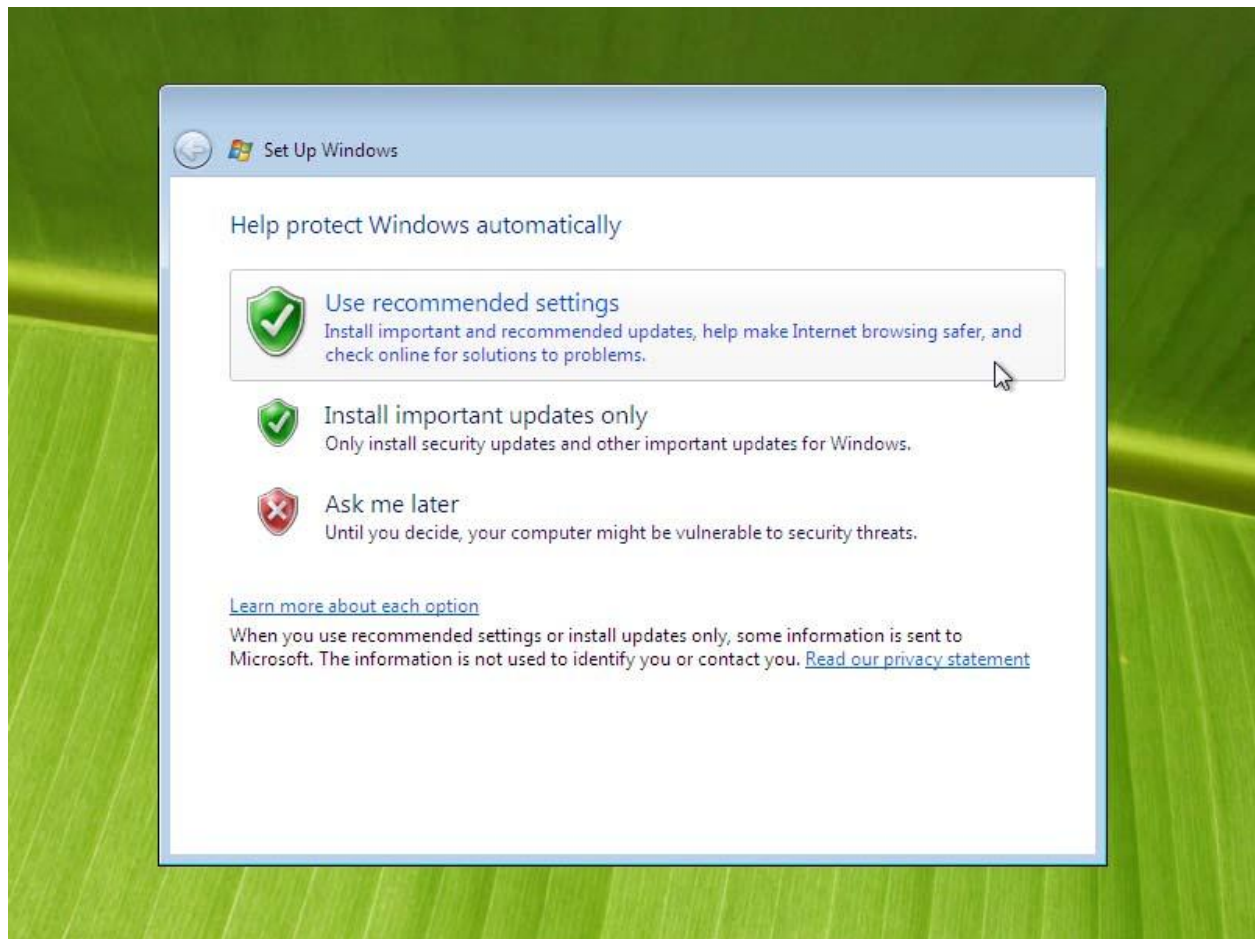 Set Up Windows
Help protect Windows automatically
Use recommended settings
Install important and recommended updates, help make Internet browsing safer, and
check online for solutions to problems.
Install important updates only
Only install security updates and other important updates for Windows.
Ask me later
Until you decide, your computer might be vulnerable to security threats.
Learn more about each option
When you use recommended settings or install updates only, some information is sent to
Microsoft. The information is not used to identify you or contact you. Read our privacy statement